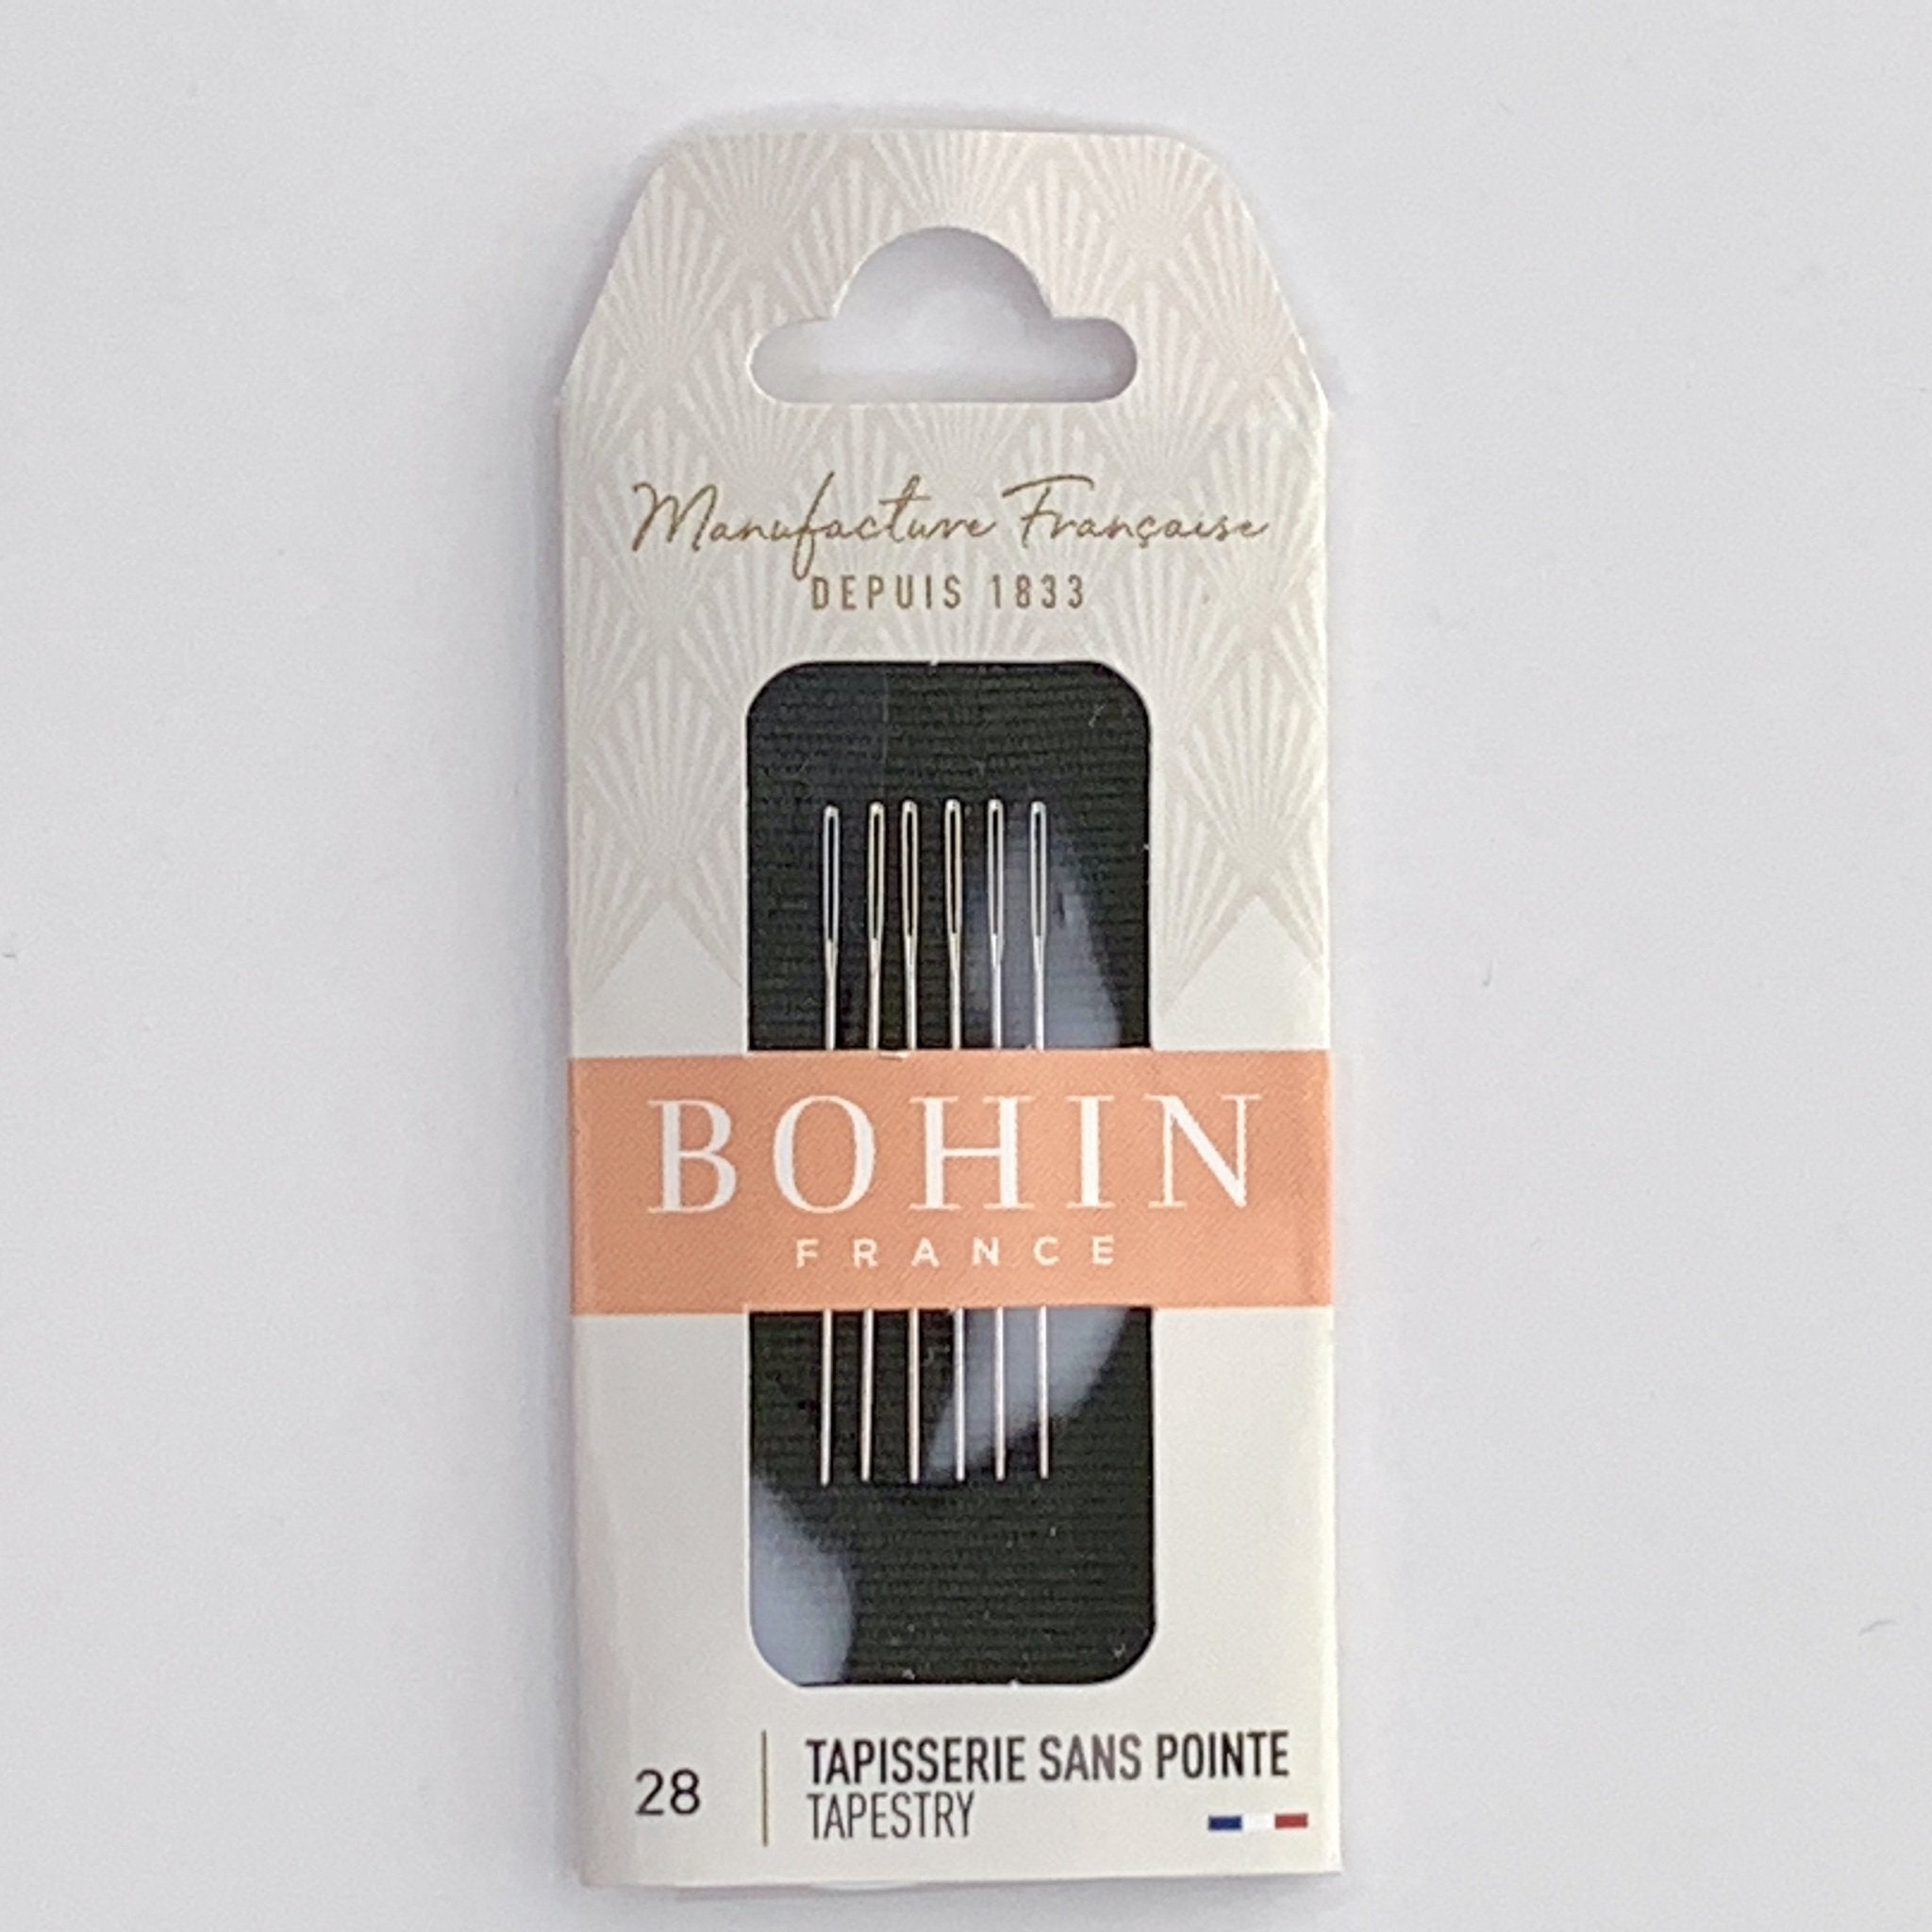 Manufacture Française
DEPUIS 1833
BOHIN
FRANCE
28
TAPISSERIE SANS POINTE
TAPESTRY